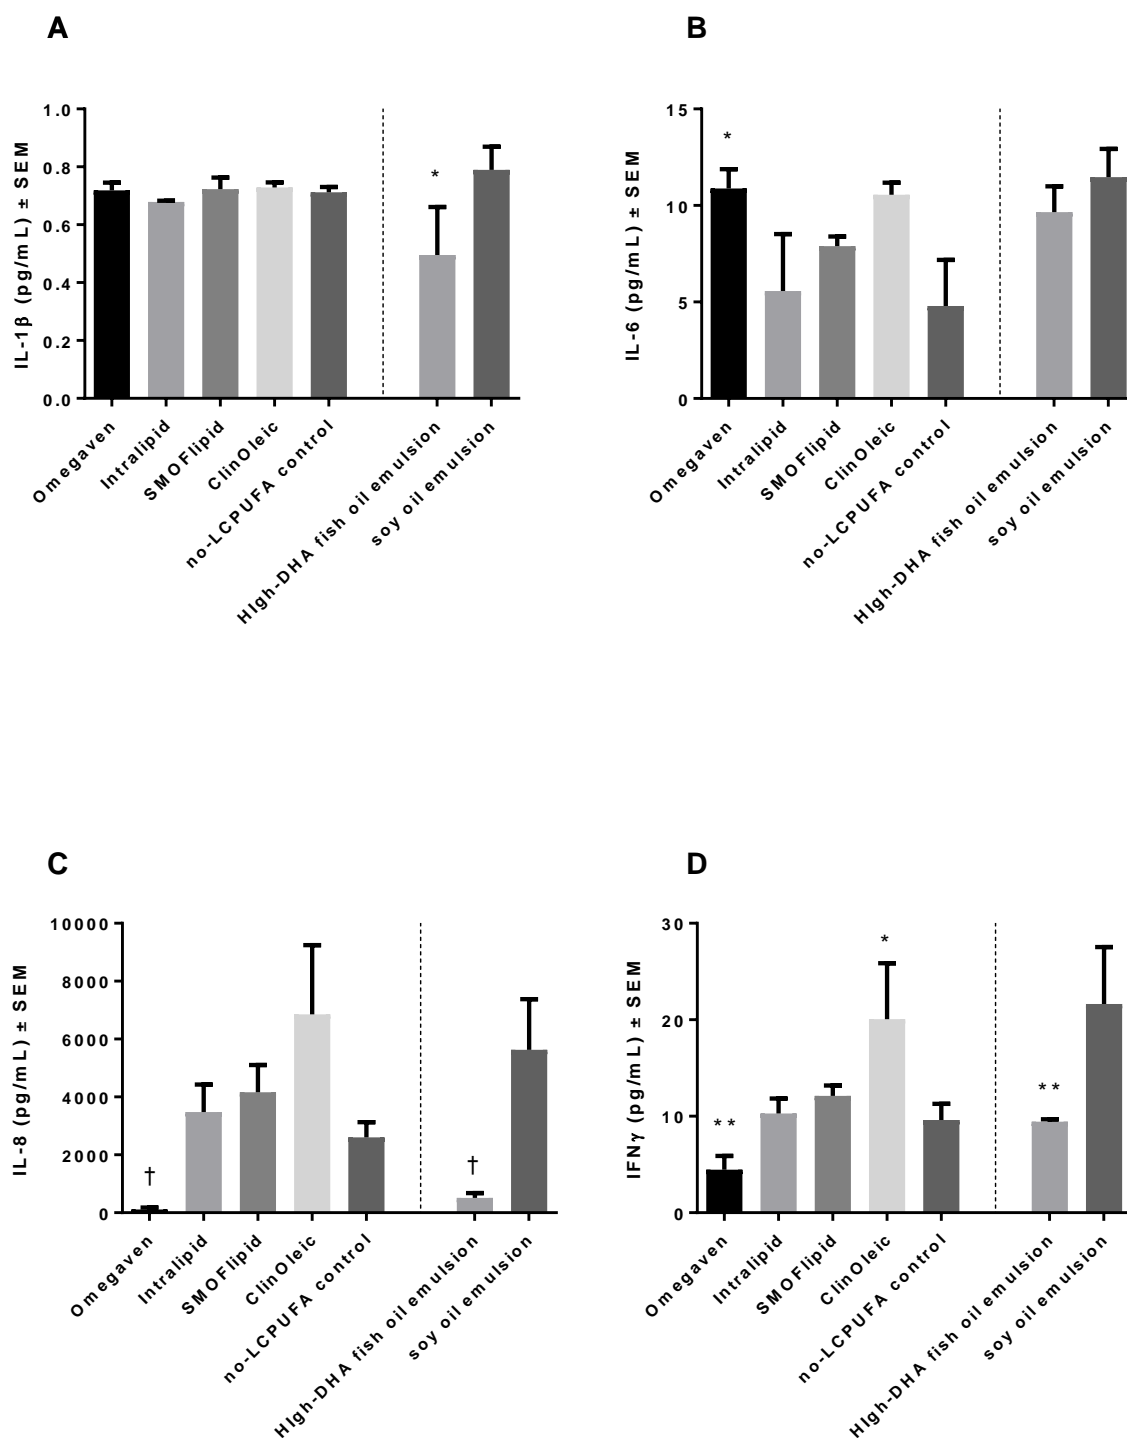 A
IL-1β (pg/mL) ± SEM
1.0
0.8
0.6
0.4
0.2
0.0
*
Omegaven
Intralipid
SMOFlipid
ClinOleic
no-LCPUFA control
HIgh-DHA fish oil emulsion
soy oil emulsion
B
IL-6 (pg/mL) ± SEM
15
10
5
0
*
Omegaven
Intralipid
SMOFlipid
ClinOleic
no-LCPUFA control
HIgh-DHA fish oil emulsion
soy oil emulsion
C
IL-8 (pg/mL) ± SEM
10000
8000
6000
4000
2000
0
†
†
Omegaven
Intralipid
SMOFlipid
ClinOleic
no-LCPUFA control
HIgh-DHA fish oil emulsion
soy oil emulsion
D
IFNγ (pg/mL) ± SEM
30
20
10
0
**
*
**
Omegaven
Intralipid
SMOFlipid
ClinOleic
no-LCPUFA control
HIgh-DHA fish oil emulsion
soy oil emulsion